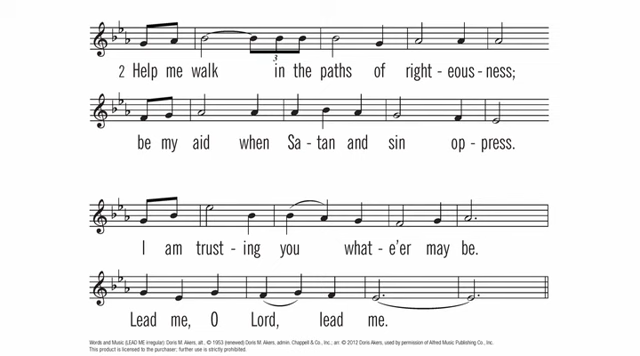 3
2 Help me walk in the paths of right - eous - ness;
be my aid when Sa - tan and sin op - press.
I am trust - ing you what - e'er may be.
Lead me, O Lord, lead me.
Words and Music (LEAD ME irregular): Doris M. Akers, alt., © 1953 (renewed) Doris M. Akers, admin. Chappell & Co., Inc.; arr. © 2012 Doris Akers, used by permission of Alfred Music Publishing Co., Inc.
This product is licensed to the purchaser; further use is strictly prohibited.